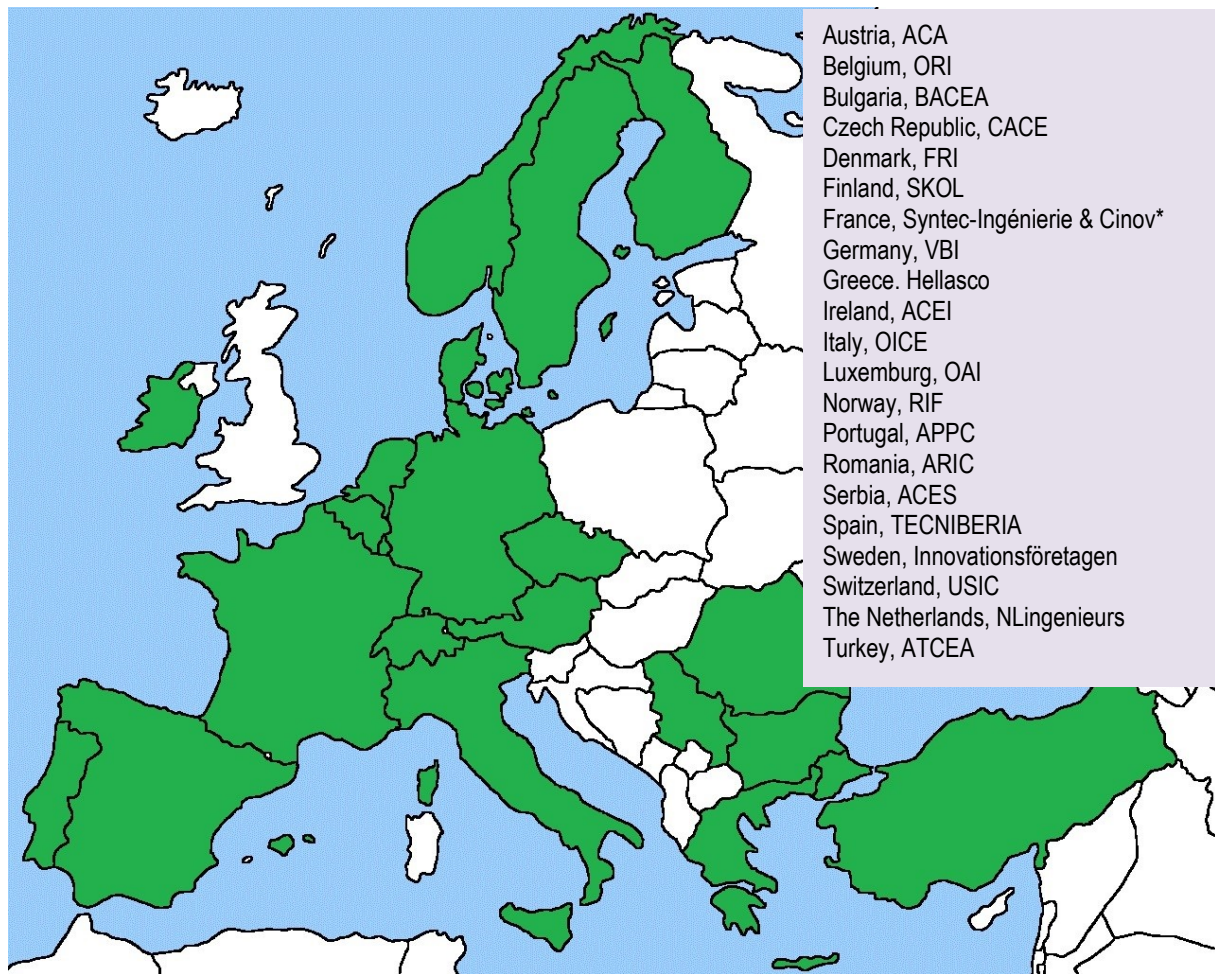 Austria, ACA
Belgium, ORI
Bulgaria, BACEA
Czech Republic, CACE
Denmark, FRI
Finland, SKOL
France, Syntec-Ingénierie & Cinov*
Germany, VBI
Greece. Hellasco
Ireland, ACEI
Italy, OICE
Luxemburg, OAI
Norway, RIF
Portugal, APPC
Romania, ARIC
Serbia, ACES
Spain, TECNIBERIA
Sweden, Innovationsföretagen
Switzerland, USIC
The Netherlands, NLingenieurs
Turkey, ATCEA